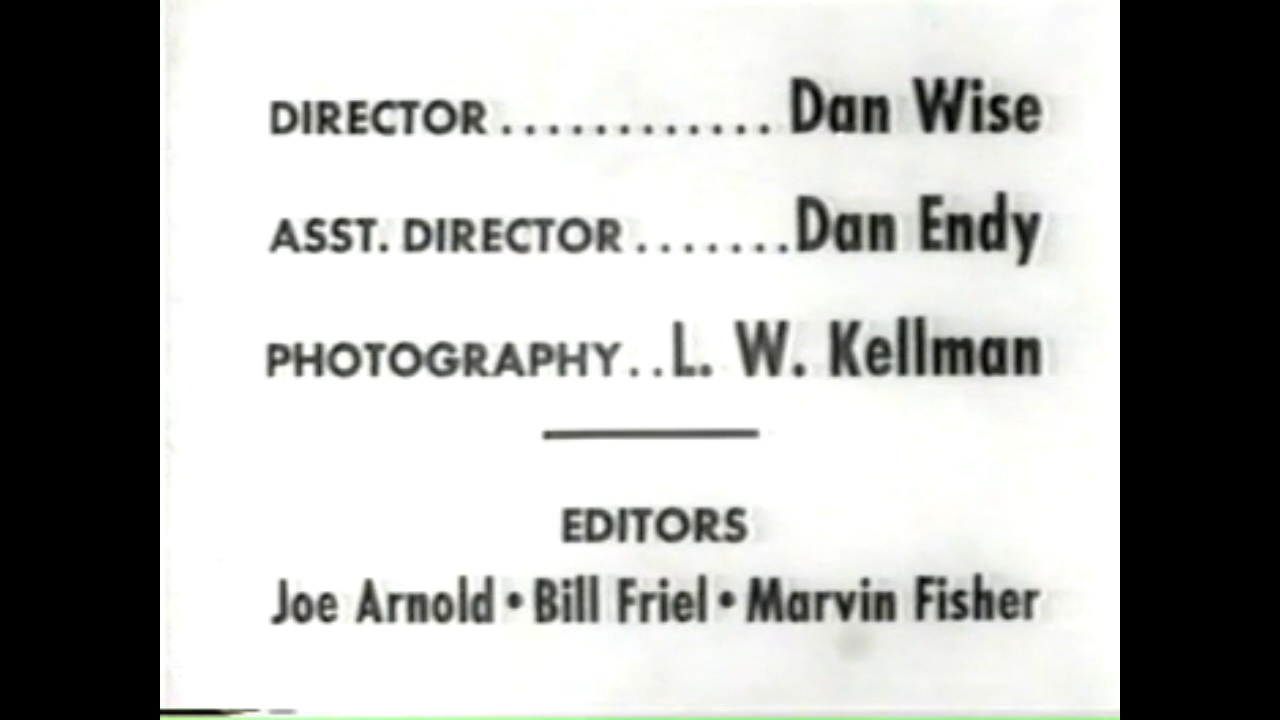 DIRECTOR............Dan Wise
ASST. DIRECTOR.......Dan Endy
PHOTOGRAPHY..L. W. Kellman
EDITORS
Joe Arnold • Bill Friel • Marvin Fisher